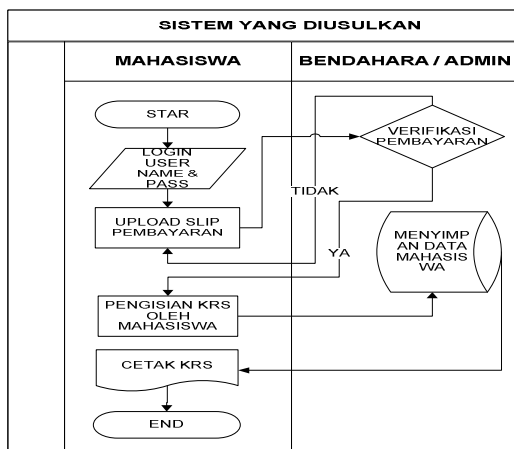 SISTEM YANG DIUSULKAN
MAHASISWA
BENDAHARA / ADMIN
STAR
VERIFIKASI
PEMBAYARAN
LOGIN
USER
NAME &
PASS
TIDAK
UPLOAD SLIP
PEMBAYARAN
MENYIMP
AN DATA
MAHASIS
WA
YA
PENGISIAN KRS
OLEH
MAHASISWA
CETAK KRS
END